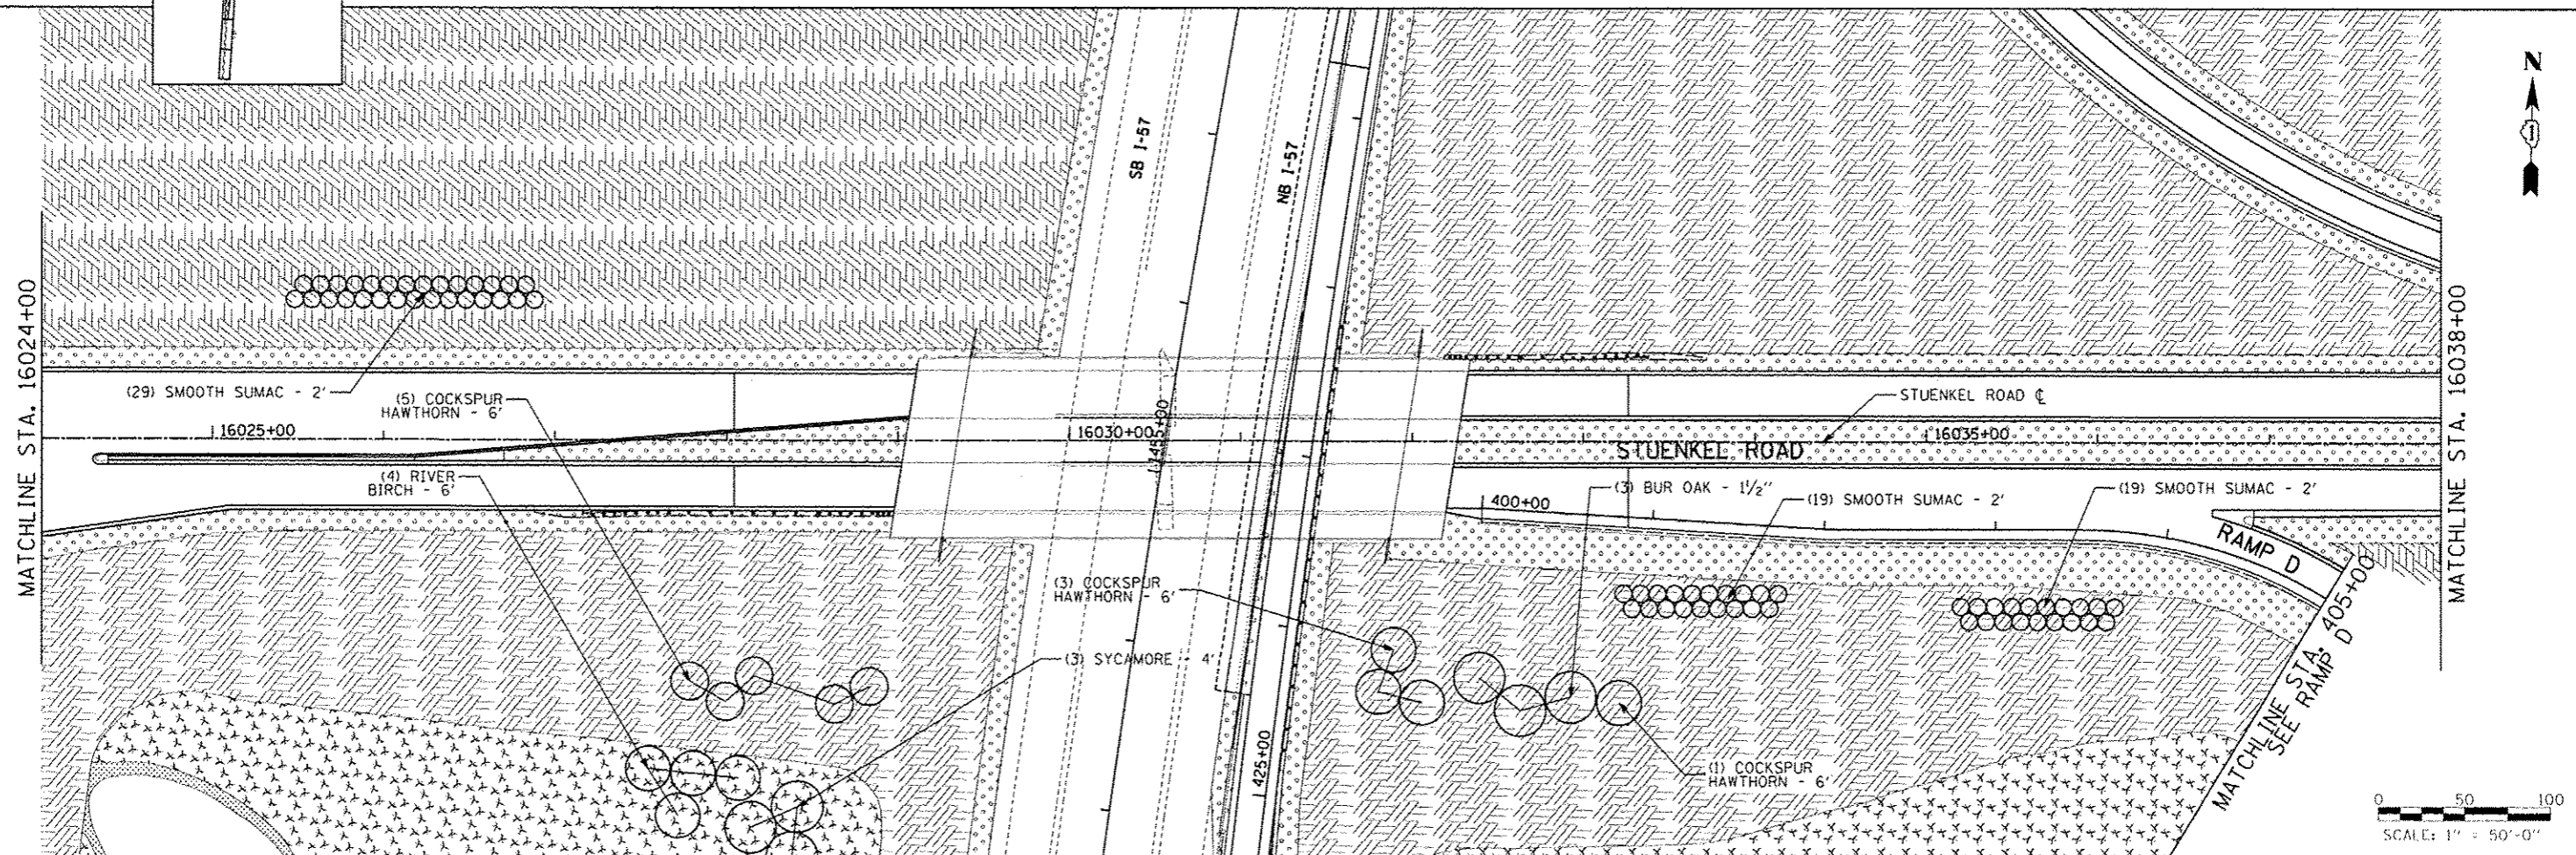 N
SB I-57
NB I-57
MATCHLINE STA. 16024+00
MATCHLINE STA. 16038+00
(29) SMOOTH SUMAC - 2'
(5) COCKSPUR
HAWTHORN - 6'
STUENKEL ROAD ℄
16025+00
16030+00
1455+00
16035+00
STUENKEL ROAD
(4) RIVER
BIRCH - 6'
400+00
(3) BUR OAK - 1½"
(19) SMOOTH SUMAC - 2'
(19) SMOOTH SUMAC - 2'
RAMP D
(3) COCKSPUR
HAWTHORN - 6'
(3) SYCAMORE - 4'
MATCHLINE STA. 405+00
SEE RAMP D
425+00
(1) COCKSPUR
HAWTHORN - 6'
0 50 100
SCALE: 1" = 50'-0"